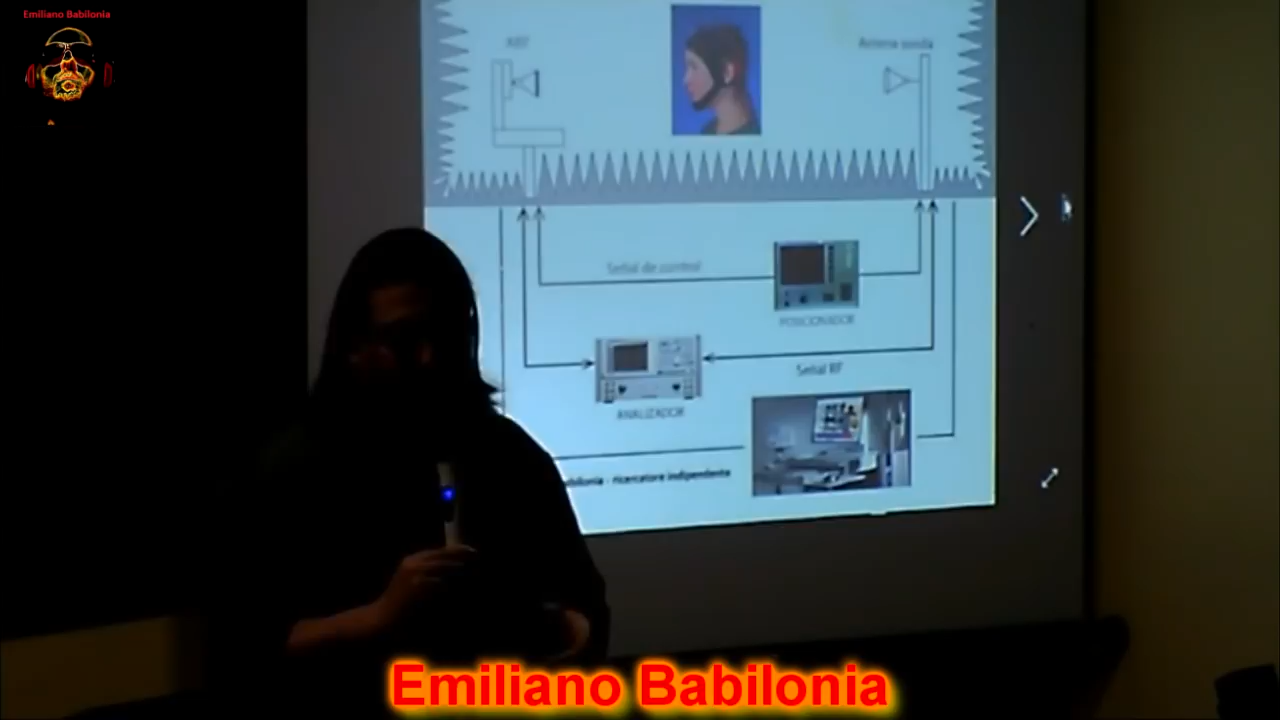 Emiliano Babilonia
Antena sonda
Señal de control
POSICIONADOR
Señal RF
ANALIZADOR
abilonia - ricercatore indipendente
Emiliano Babilonia